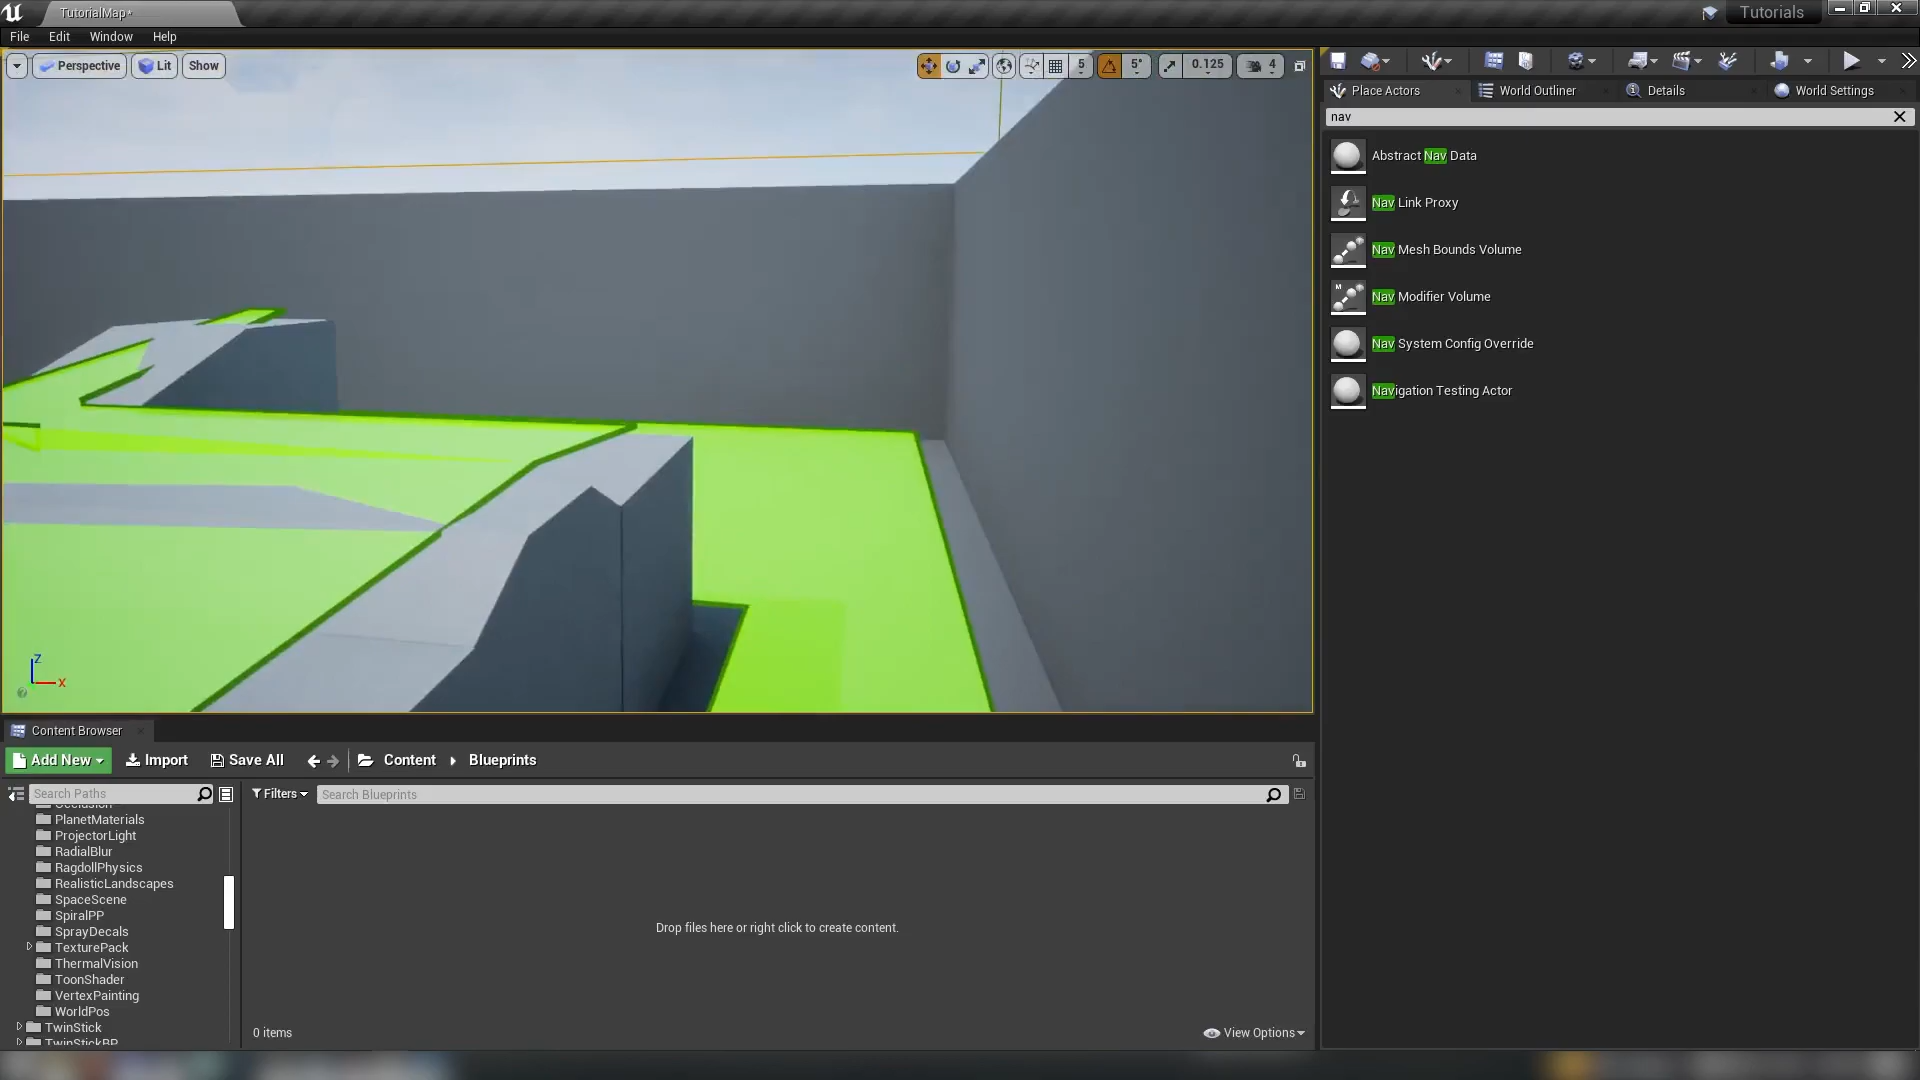 TutorialMap*
Tutorials
File Edit Window Help
Perspective Lit Show
5 5° 0.125 4
Place Actors
World Outliner
Details
World Settings
nav
Abstract Nav Data
Nav Link Proxy
Nav Mesh Bounds Volume
Nav Modifier Volume
Nav System Config Override
Navigation Testing Actor
Z
X
Content Browser
Add New Import Save All Content Blueprints
Search Paths
Filters
Search Blueprints
Occlusion
PlanetMaterials
ProjectorLight
RadialBlur
RagdollPhysics
RealisticLandscapes
SpaceScene
SpiralPP
SprayDecals
TexturePack
ThermalVision
ToonShader
VertexPainting
WorldPos
TwinStick
TwinStickBP
Drop files here or right click to create content.
0 items
View Options